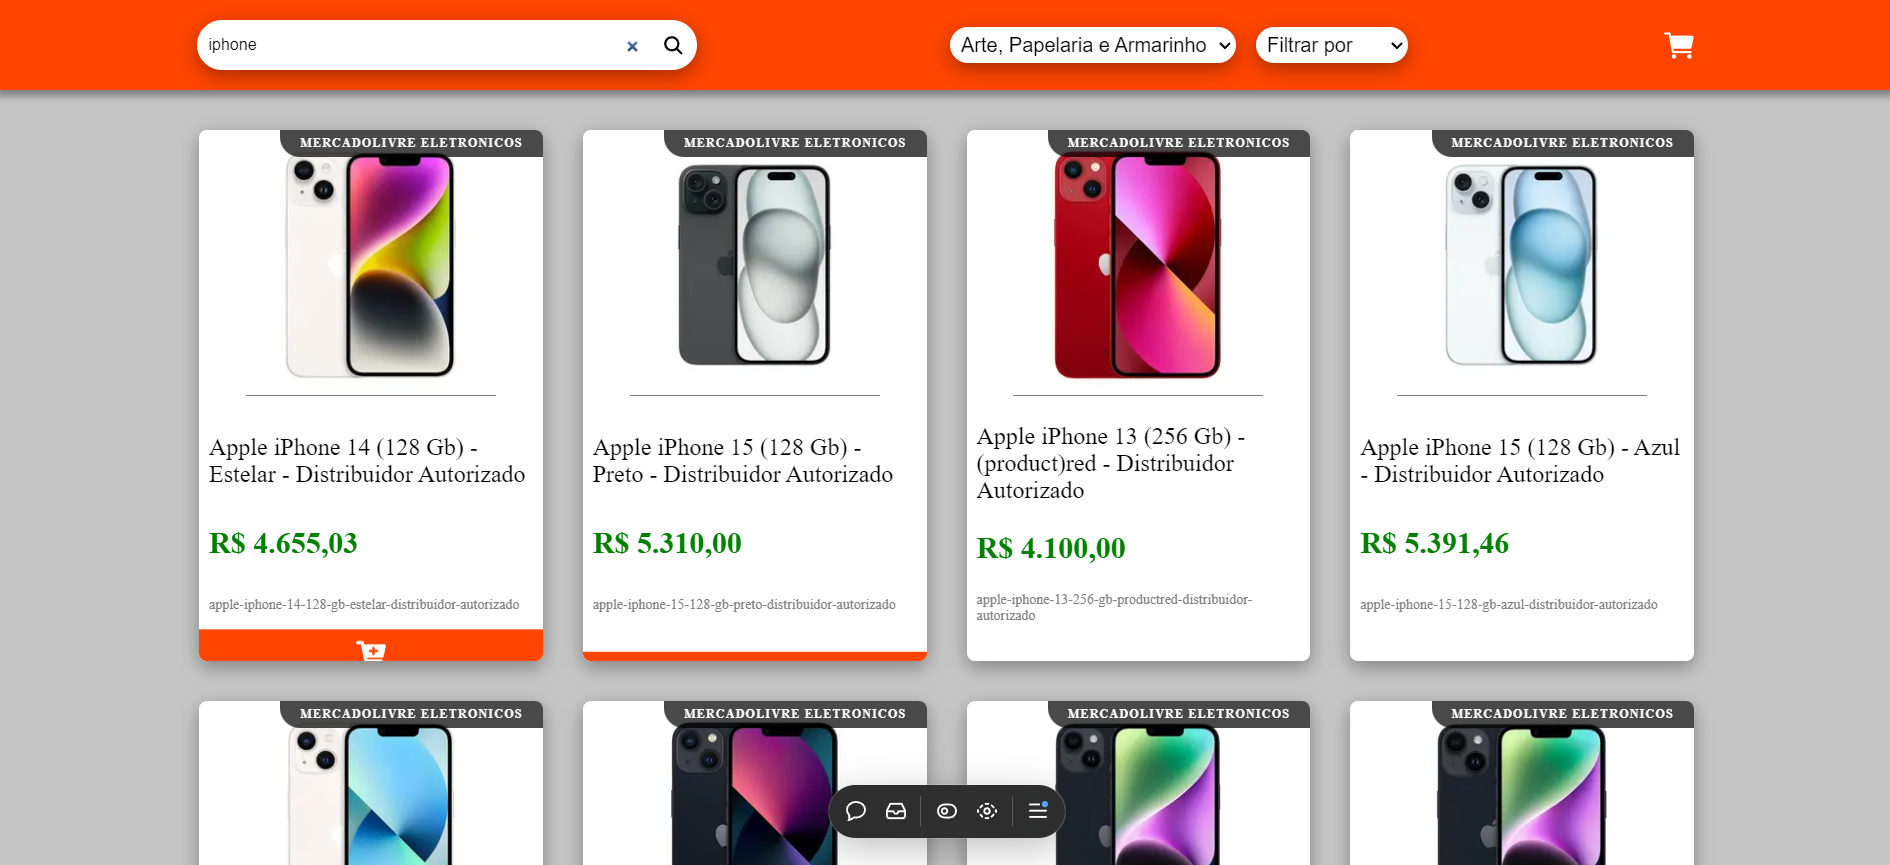 iphone
Arte, Papelaria e Armarinho
Filtrar por
MERCADOLIVRE ELETRONICOS
Apple iPhone 14 (128 Gb) -
Estelar - Distribuidor Autorizado
R$ 4.655,03
apple-iphone-14-128-gb-estelar-distribuidor-autorizado
MERCADOLIVRE ELETRONICOS
Apple iPhone 15 (128 Gb) -
Preto - Distribuidor Autorizado
R$ 5.310,00
apple-iphone-15-128-gb-preto-distribuidor-autorizado
MERCADOLIVRE ELETRONICOS
Apple iPhone 13 (256 Gb) -
(product)red - Distribuidor
Autorizado
R$ 4.100,00
apple-iphone-13-256-gb-productred-distribuidor-
autorizado
MERCADOLIVRE ELETRONICOS
Apple iPhone 15 (128 Gb) - Azul
- Distribuidor Autorizado
R$ 5.391,46
apple-iphone-15-128-gb-azul-distribuidor-autorizado
MERCADOLIVRE ELETRONICOS
MERCADOLIVRE ELETRONICOS
MERCADOLIVRE ELETRONICOS
MERCADOLIVRE ELETRONICOS